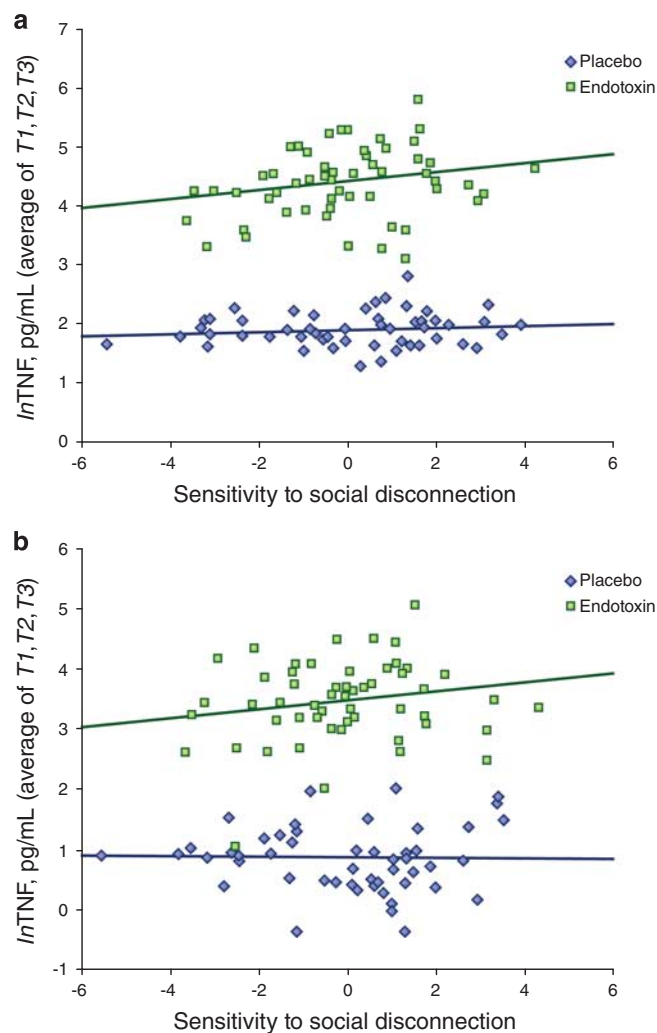 a
7
6
5
4
3
2
1
0
lnTNF, pg/mL (average of T1,T2,T3)
Placebo
Endotoxin
-6 -4 -2 0 2 4 6
Sensitivity to social disconnection
b
6
5
4
3
2
1
0
-1
lnTNF, pg/mL (average of T1,T2,T3)
Placebo
Endotoxin
-6 -4 -2 0 2 4 6
Sensitivity to social disconnection